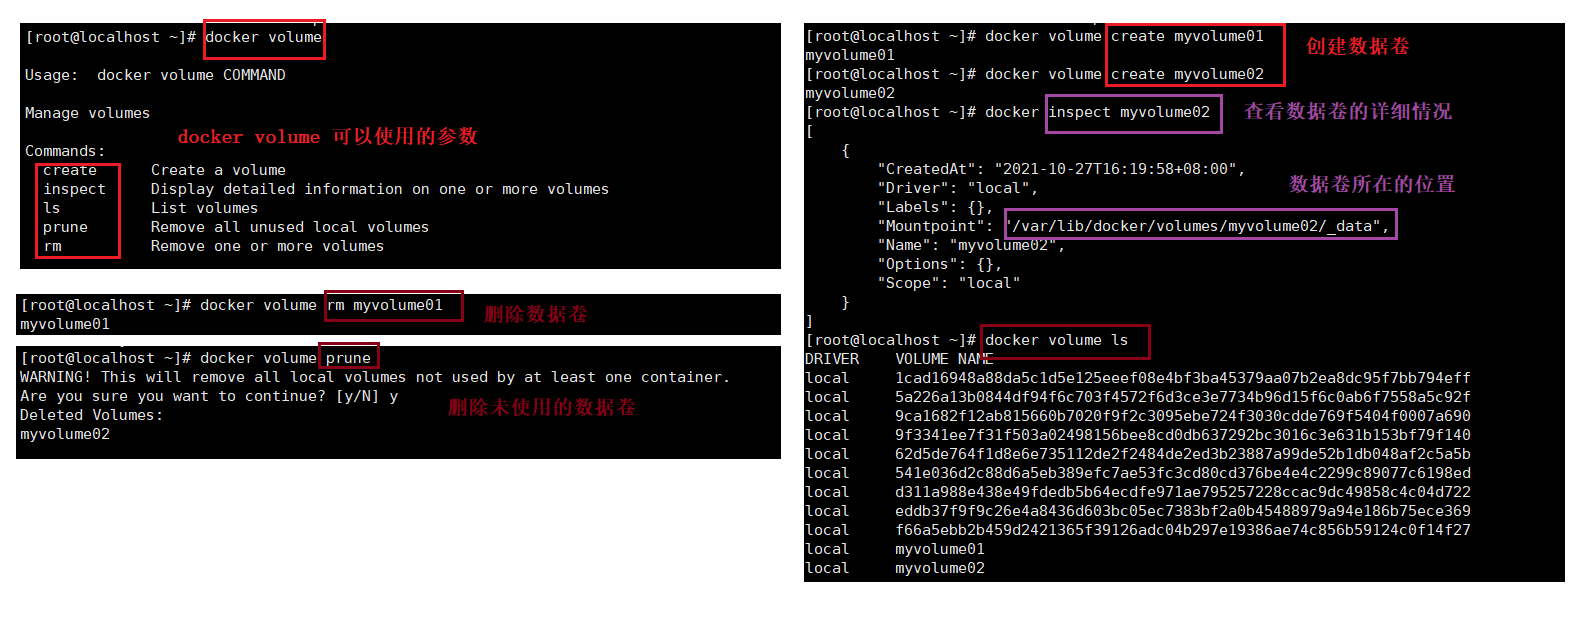 [root@localhost ~]# docker volume
Usage:  docker volume COMMAND
Manage volumes
docker volume 可以使用的参数
Commands:
create      Create a volume
inspect     Display detailed information on one or more volumes
ls          List volumes
prune       Remove all unused local volumes
rm          Remove one or more volumes
[root@localhost ~]# docker volume rm myvolume01
删除数据卷
myvolume01
[root@localhost ~]# docker volume prune
WARNING! This will remove all local volumes not used by at least one container.
Are you sure you want to continue? [y/N] y
删除未使用的数据卷
Deleted Volumes:
myvolume02
[root@localhost ~]# docker volume create myvolume01
创建数据卷
myvolume01
[root@localhost ~]# docker volume create myvolume02
myvolume02
[root@localhost ~]# docker inspect myvolume02
查看数据卷的详细情况
[
    {
        "CreatedAt": "2021-10-27T16:19:58+08:00",
        "Driver": "local",
数据卷所在的位置
        "Labels": {},
        "Mountpoint": "/var/lib/docker/volumes/myvolume02/_data",
        "Name": "myvolume02",
        "Options": {},
        "Scope": "local"
    }
]
[root@localhost ~]# docker volume ls
DRIVER    VOLUME NAME
local     1cad16948a88da5c1d5e125eeef08e4bf3ba45379aa07b2ea8dc95f7bb794eff
local     5a226a13b0844df94f6c703f4572f6d3ce3e7734b96d15f6c0ab6f7558a5c92f
local     9ca1682f12ab815660b7020f9f2c3095ebe724f3030cdde769f5404f0007a690
local     9f3341ee7f31f503a02498156bee8cd0db637292bc3016c3e631b153bf79f140
local     62d5de764f1d8e6e735112de2f2484de2ed3b23887a99de52b1db048af2c5a5b
local     541e036d2c88d6a5eb389efc7ae53fc3cd80cd376be4e4c2299c89077c6198ed
local     d311a988e438e49fdedb5b64ecdfe971ae795257228ccac9dc49858c4c04d722
local     eddb37f9f9c26e4a8436d603bc05ec7383bf2a0b45488979a94e186b75ece369
local     f66a5ebb2b459d2421365f39126adc04b297e19386ae74c856b59124c0f14f27
local     myvolume01
local     myvolume02